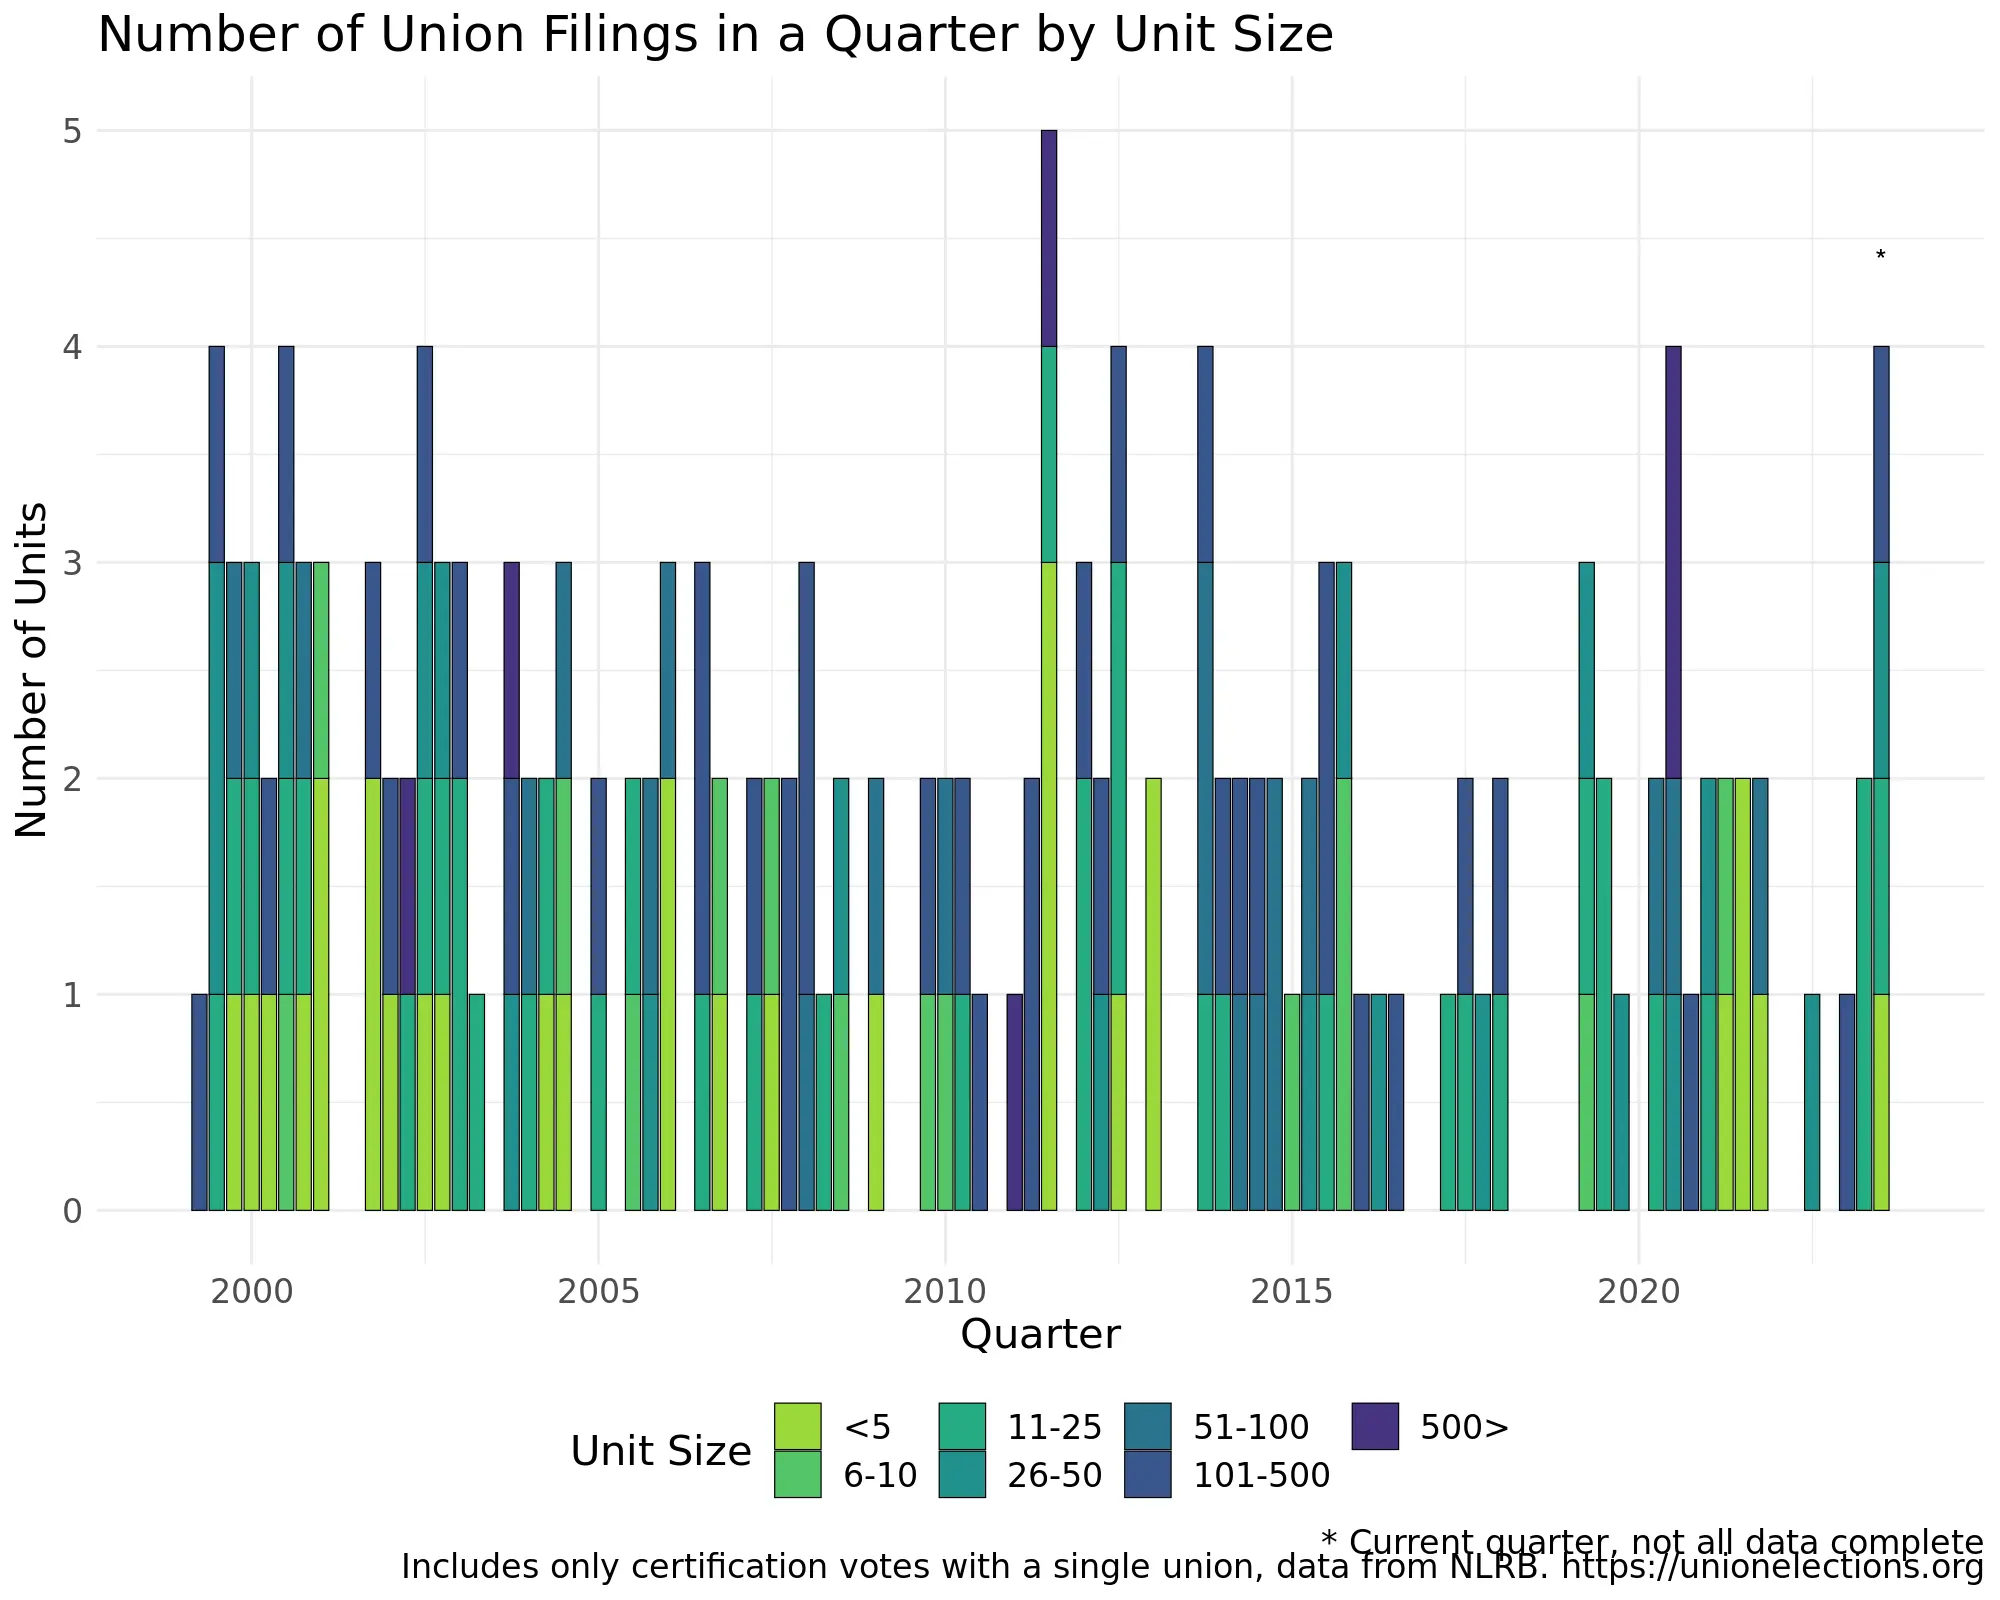 Number of Union Filings in a Quarter by Unit Size
5
*
4
3
2
1
0
Number of Units
2000 2005 2010 2015 2020
Quarter
Unit Size
<5 11-25 51-100 500>
6-10 26-50 101-500
* Current quarter, not all data complete
Includes only certification votes with a single union, data from NLRB. https://unionelections.org